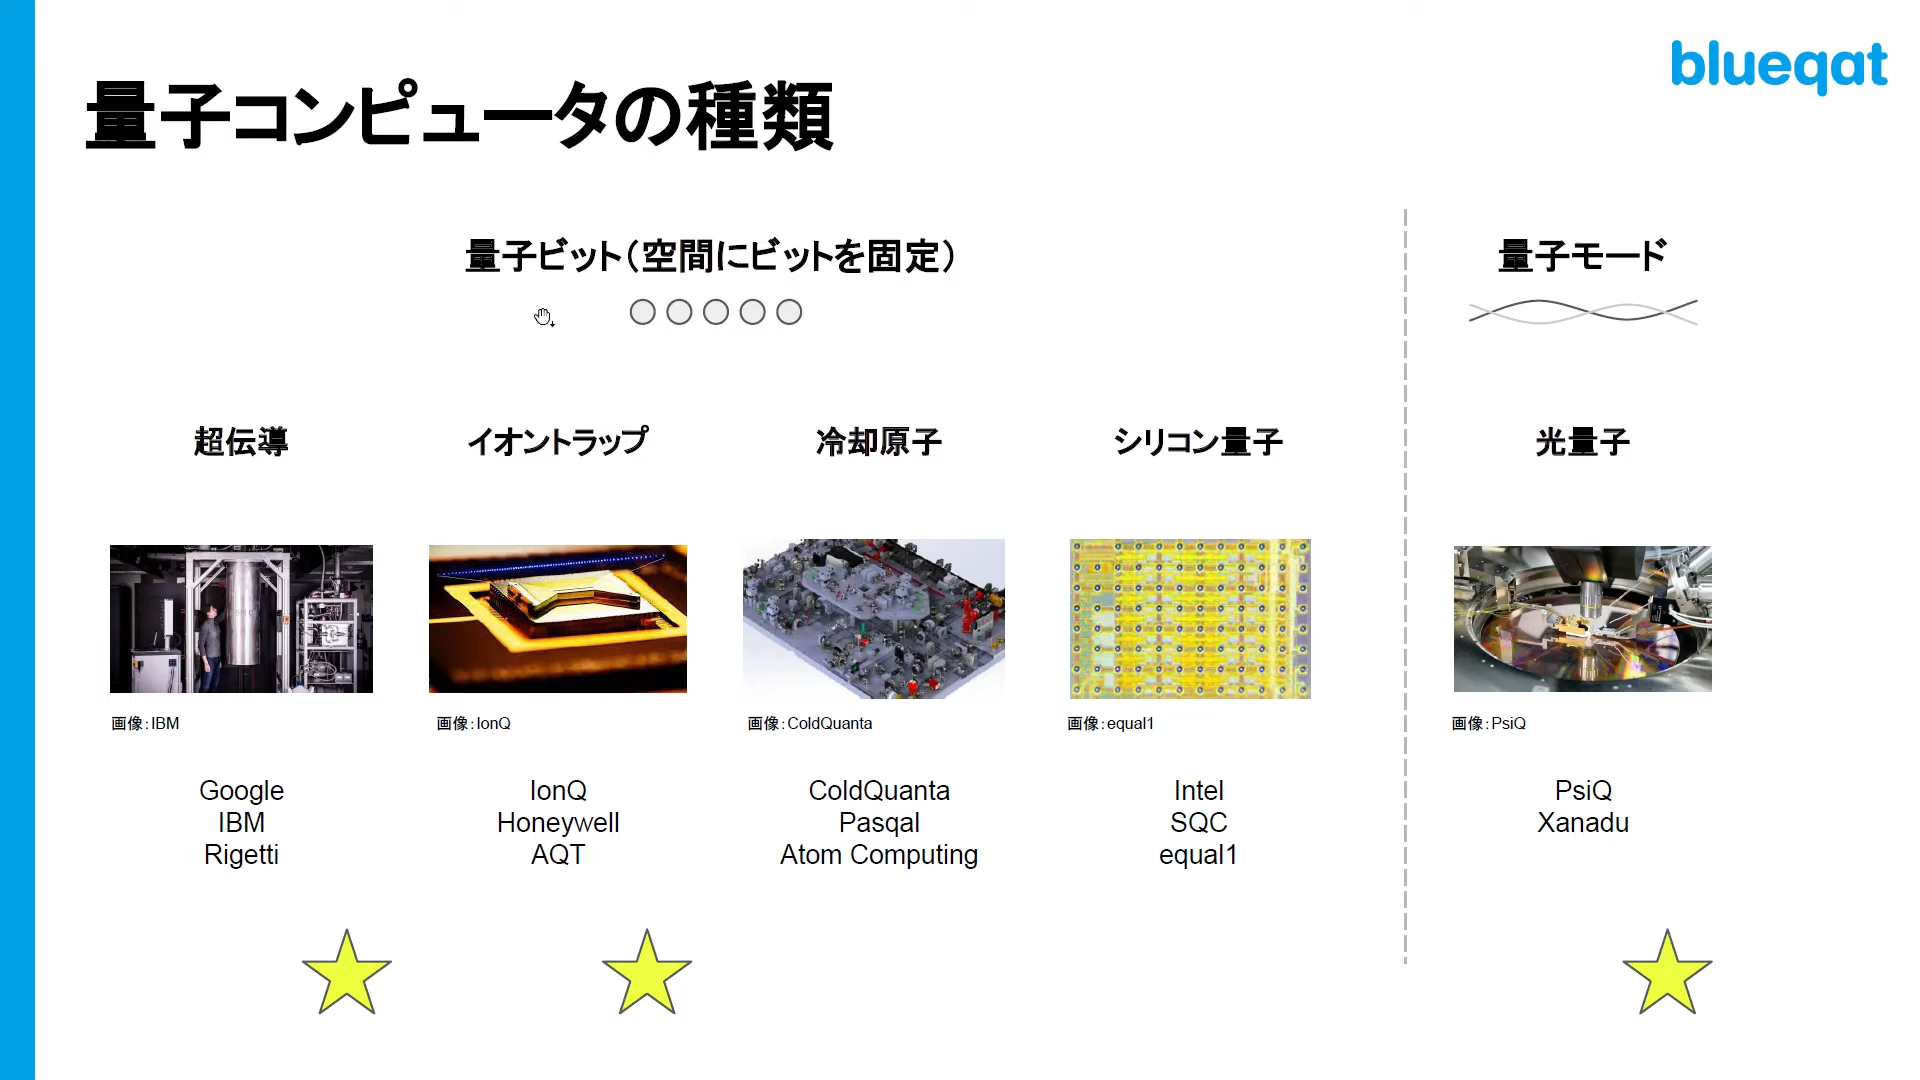 blueqat
量子コンピュータの種類
量子ビット（空間にビットを固定）
量子モード
超伝導
イオントラップ
冷却原子
シリコン量子
光量子
画像：IBM
画像：IonQ
画像：ColdQuanta
画像：equal1
画像：PsiQ
Google
IBM
Rigetti
IonQ
Honeywell
AQT
ColdQuanta
Pasqal
Atom Computing
Intel
SQC
equal1
PsiQ
Xanadu